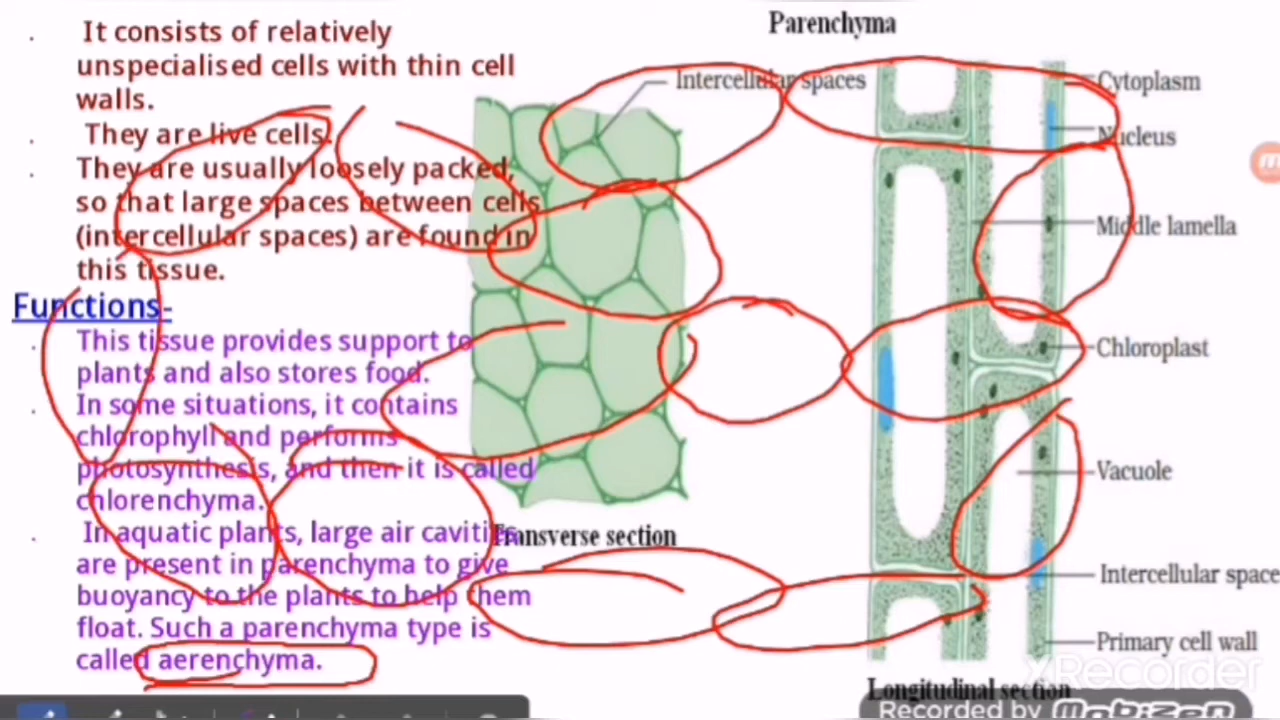 Parenchyma
. It consists of relatively
unspecialised cells with thin cell
walls.
. They are live cells.
. They are usually loosely packed,
so that large spaces between cells
(intercellular spaces) are found in
this tissue.
Functions-
. This tissue provides support to
plants and also stores food.
. In some situations, it contains
chlorophyll and performs
photosynthesis, and then it is called
chlorenchyma.
. In aquatic plants, large air cavities
are present in parenchyma to give
buoyancy to the plants to help them
float. Such a parenchyma type is
called aerenchyma.
Intercellular spaces
Transverse section
Cytoplasm
Nucleus
Middle lamella
Chloroplast
Vacuole
Intercellular space
Primary cell wall
Longitudinal section
XRecorder
Recorded by Mobizen